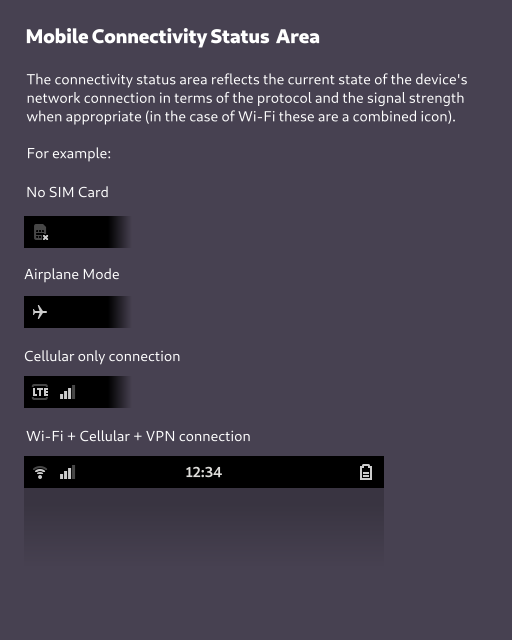 Mobile Connectivity Status Area
The connectivity status area reflects the current state of the device's
network connection in terms of the protocol and the signal strength
when appropriate (in the case of Wi-Fi these are a combined icon).
For example:
No SIM Card
Airplane Mode
Cellular only connection
LTE
Wi-Fi + Cellular + VPN connection
12:34